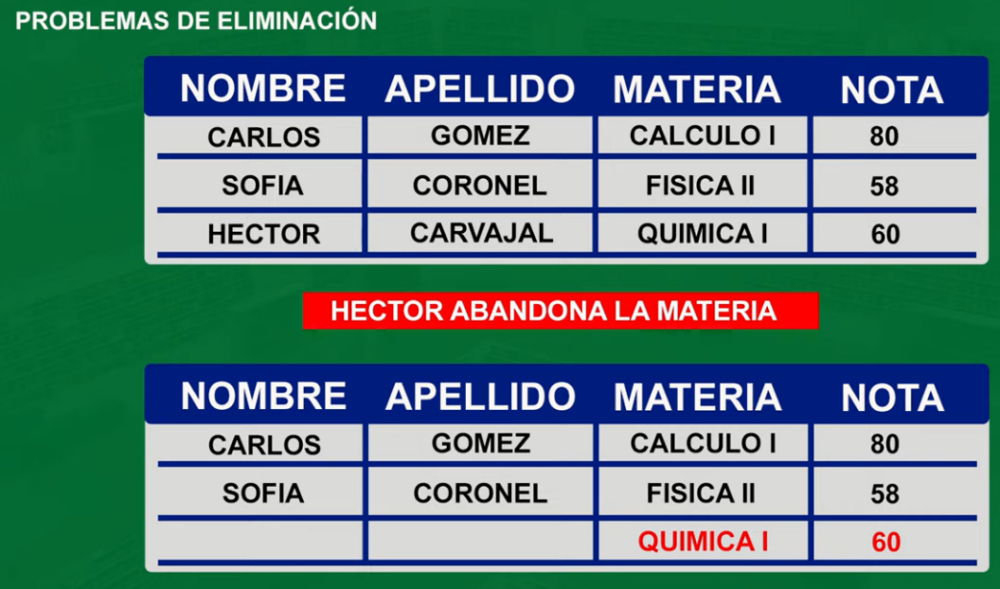 PROBLEMAS DE ELIMINACIÓN
NOMBRE APELLIDO MATERIA NOTA
CARLOS GOMEZ CALCULO I 80
SOFIA CORONEL FISICA II 58
HECTOR CARVAJAL QUIMICA I 60
HECTOR ABANDONA LA MATERIA
NOMBRE APELLIDO MATERIA NOTA
CARLOS GOMEZ CALCULO I 80
SOFIA CORONEL FISICA II 58
QUIMICA I 60